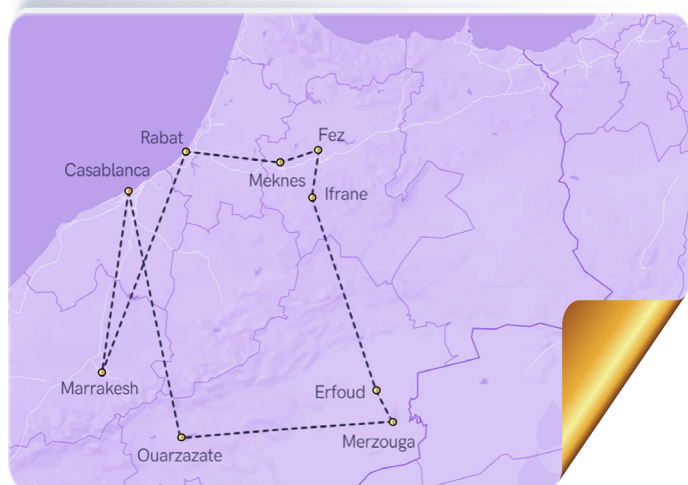 Rabat
Fez
Casablanca
Meknes
Ifrane
Marrakesh
Erfoud
Merzouga
Ouarzazate